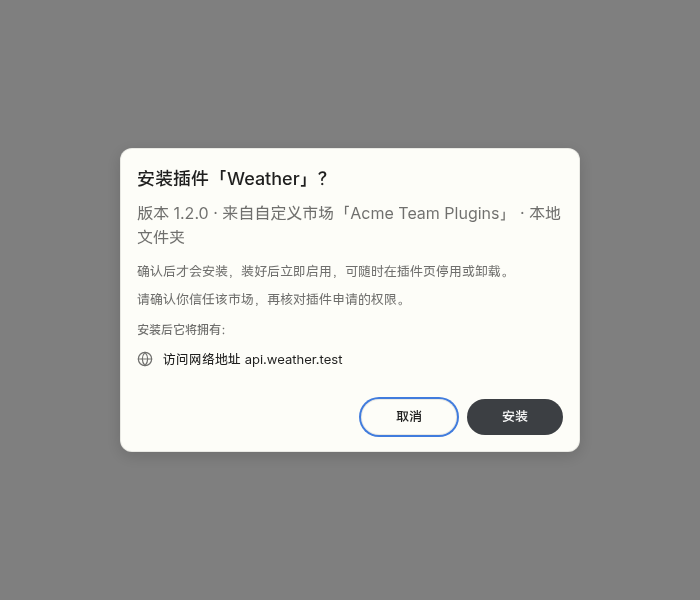 安装插件「Weather」?
版本 1.2.0 · 来自自定义市场「Acme Team Plugins」 · 本地
文件夹
确认后才会安装，装好后立即启用，可随时在插件页停用或卸载。
请确认你信任该市场，再核对插件申请的权限。
安装后它将拥有:
访问网络地址 api.weather.test
取消
安装